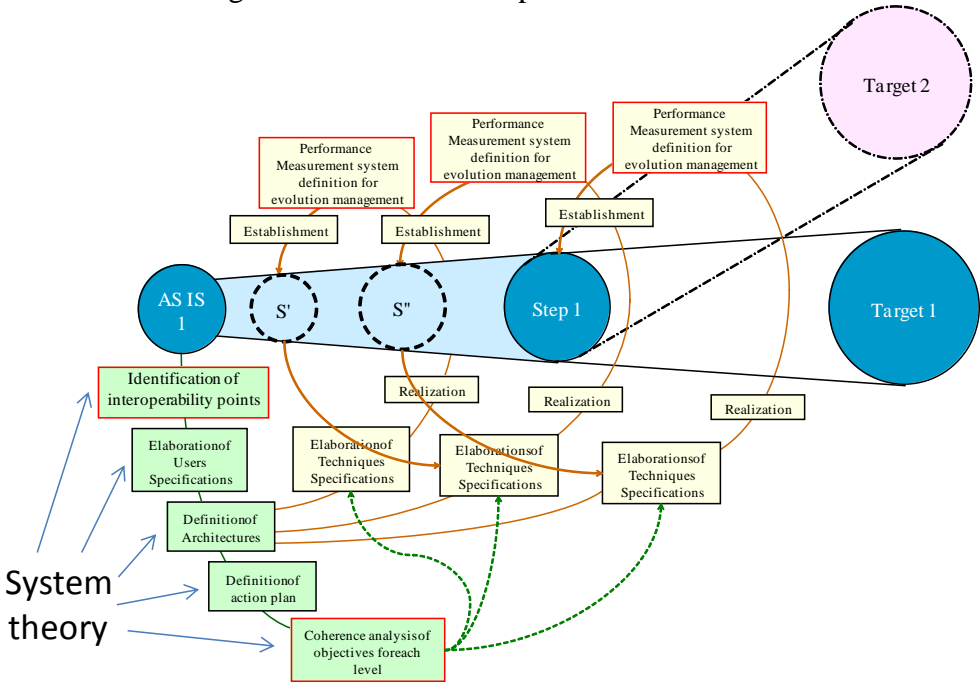 Target 2
Performance
Measurement system
definition for
evolution management
Performance
Measurement system
definition for
evolution management
Performance
Measurement system
definition for
evolution management
Establishment
Establishment
Establishment
AS IS
1
S'
S"
Step 1
Target 1
Identification of
interoperability points
Realization
Realization
Realization
Elaborationof
Users
Specifications
Elaborationof
Techniques
Specifications
Elaborationsof
Techniques
Specifications
Elaborationsof
Techniques
Specifications
Definitionof
Architectures
System
theory
Definitionof
action plan
Coherence analysisof
objectives foreach
level